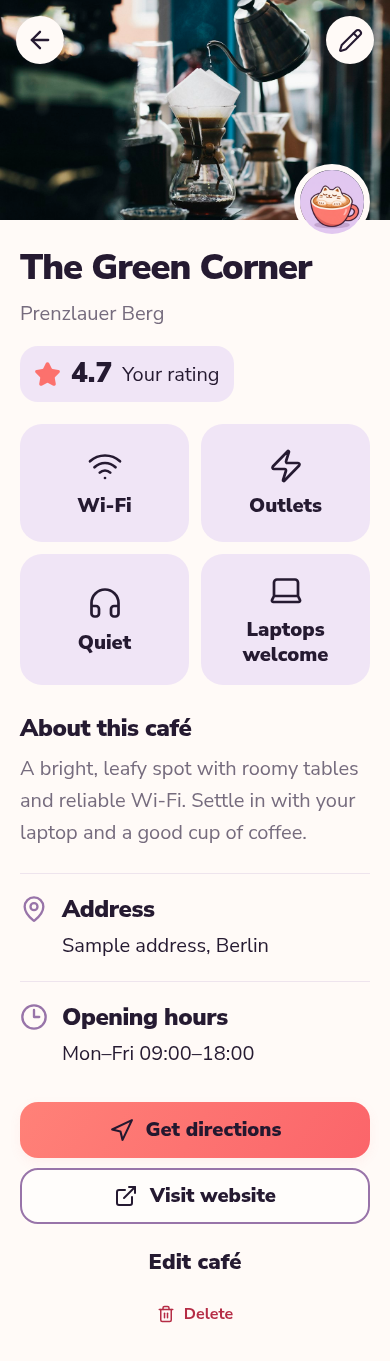 The Green Corner
Prenzlauer Berg
4.7 Your rating
Wi-Fi
Outlets
Quiet
Laptops
welcome
About this café
A bright, leafy spot with roomy tables
and reliable Wi-Fi. Settle in with your
laptop and a good cup of coffee.
Address
Sample address, Berlin
Opening hours
Mon–Fri 09:00–18:00
Get directions
Visit website
Edit café
Delete